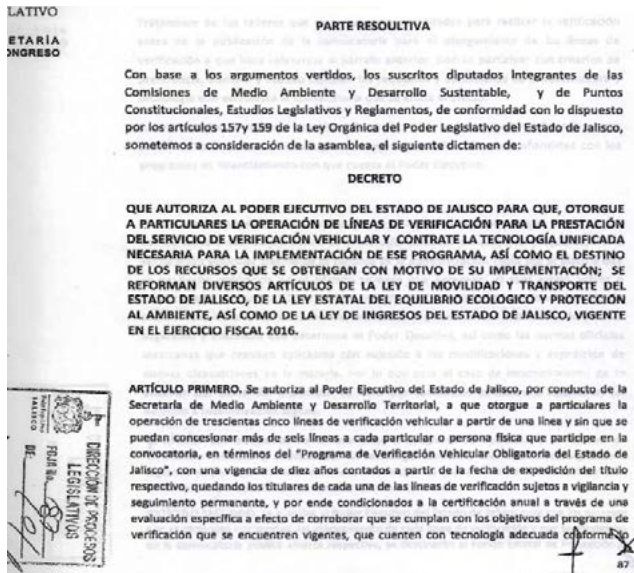 LATIVO
ETARÍA
ONGRESO
PARTE RESOULTIVA
Con base a los argumentos vertidos, los suscritos diputados integrantes de las
Comisiones de Medio Ambiente y Desarrollo Sustentable, y de Puntos
Constitucionales, Estudios Legislativos y Reglamentos, de conformidad con lo dispuesto
por los artículos 157y 159 de la Ley Orgánica del Poder Legislativo del Estado de Jalisco,
sometemos a consideración de la asamblea, el siguiente dictamen de:
DECRETO
QUE AUTORIZA AL PODER EJECUTIVO DEL ESTADO DE JALISCO PARA QUE, OTORGUE
A PARTICULARES LA OPERACIÓN DE LÍNEAS DE VERIFICACIÓN PARA LA PRESTACIÓN
DEL SERVICIO DE VERIFICACIÓN VEHICULAR Y CONTRATE LA TECNOLOGÍA UNIFICADA
NECESARIA PARA LA IMPLEMENTACIÓN DE ESE PROGRAMA, ASÍ COMO EL DESTINO
DE LOS RECURSOS QUE SE OBTENGAN CON MOTIVO DE SU IMPLEMENTACIÓN; SE
REFORMAN DIVERSOS ARTÍCULOS DE LA LEY DE MOVILIDAD Y TRANSPORTE DEL
ESTADO DE JALISCO, DE LA LEY ESTATAL DEL EQUILIBRIO ECOLOGICO Y PROTECCIÓN
AL AMBIENTE, ASÍ COMO DE LA LEY DE INGRESOS DEL ESTADO DE JALISCO, VIGENTE
EN EL EJERCICIO FISCAL 2016.
ARTÍCULO PRIMERO. Se autoriza al Poder Ejecutivo del Estado de Jalisco, por conducto de la
Secretaría de Medio Ambiente y Desarrollo Territorial, a que otorgue a particulares la
operación de trescientas cinco líneas de verificación vehicular a partir de una línea y sin que se
puedan concesionar más de seis líneas a cada particular o persona física que participe en la
convocatoria, en términos del "Programa de Verificación Vehicular Obligatoria del Estado de
Jalisco", con una vigencia de diez años contados a partir de la fecha de expedición del título
respectivo, quedando los titulares de cada una de las líneas de verificación sujetos a vigilancia y
seguimiento permanente, y por ende condicionados a la certificación anual a través de una
evaluación específica a efecto de corroborar que se cumplan con los objetivos del programa de
verificación que se encuentren vigentes, que cuenten con tecnología adecuada conforme lo
87
JALISCO
DIRECCIÓN DE PROCESOS
LEGISLATIVOS
FOJA No. 87
DE: